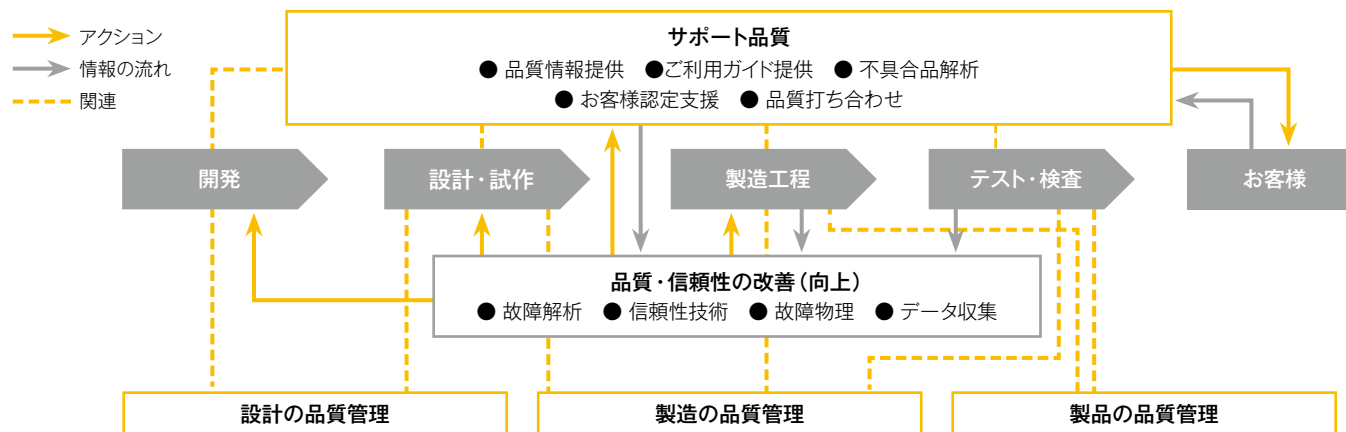 アクション
情報の流れ
関連
サポート品質
● 品質情報提供 ●ご利用ガイド提供 ● 不具合品解析
● お客様認定支援 ● 品質打ち合わせ
開発
設計・試作
製造工程
テスト・検査
お客様
品質・信頼性の改善(向上)
● 故障解析 ● 信頼性技術 ● 故障物理 ● データ収集
設計の品質管理
製造の品質管理
製品の品質管理